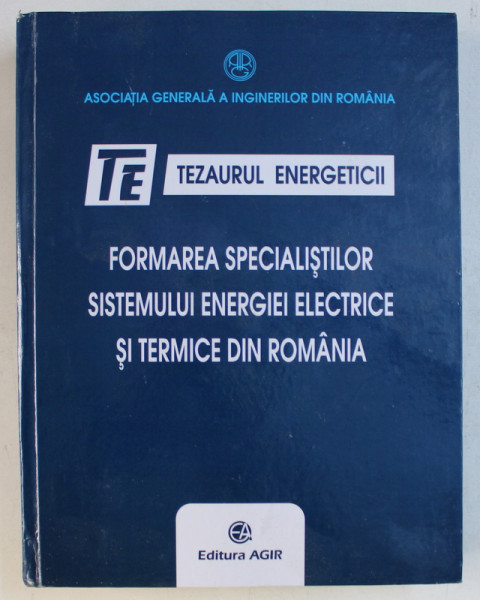 ASOCIAȚIA GENERALĂ A INGINERILOR DIN ROMÂNIA
TE TEZAURUL ENERGETICII
FORMAREA SPECIALIȘTILOR
SISTEMULUI ENERGIEI ELECTRICE
ȘI TERMICE DIN ROMÂNIA
Editura AGIR